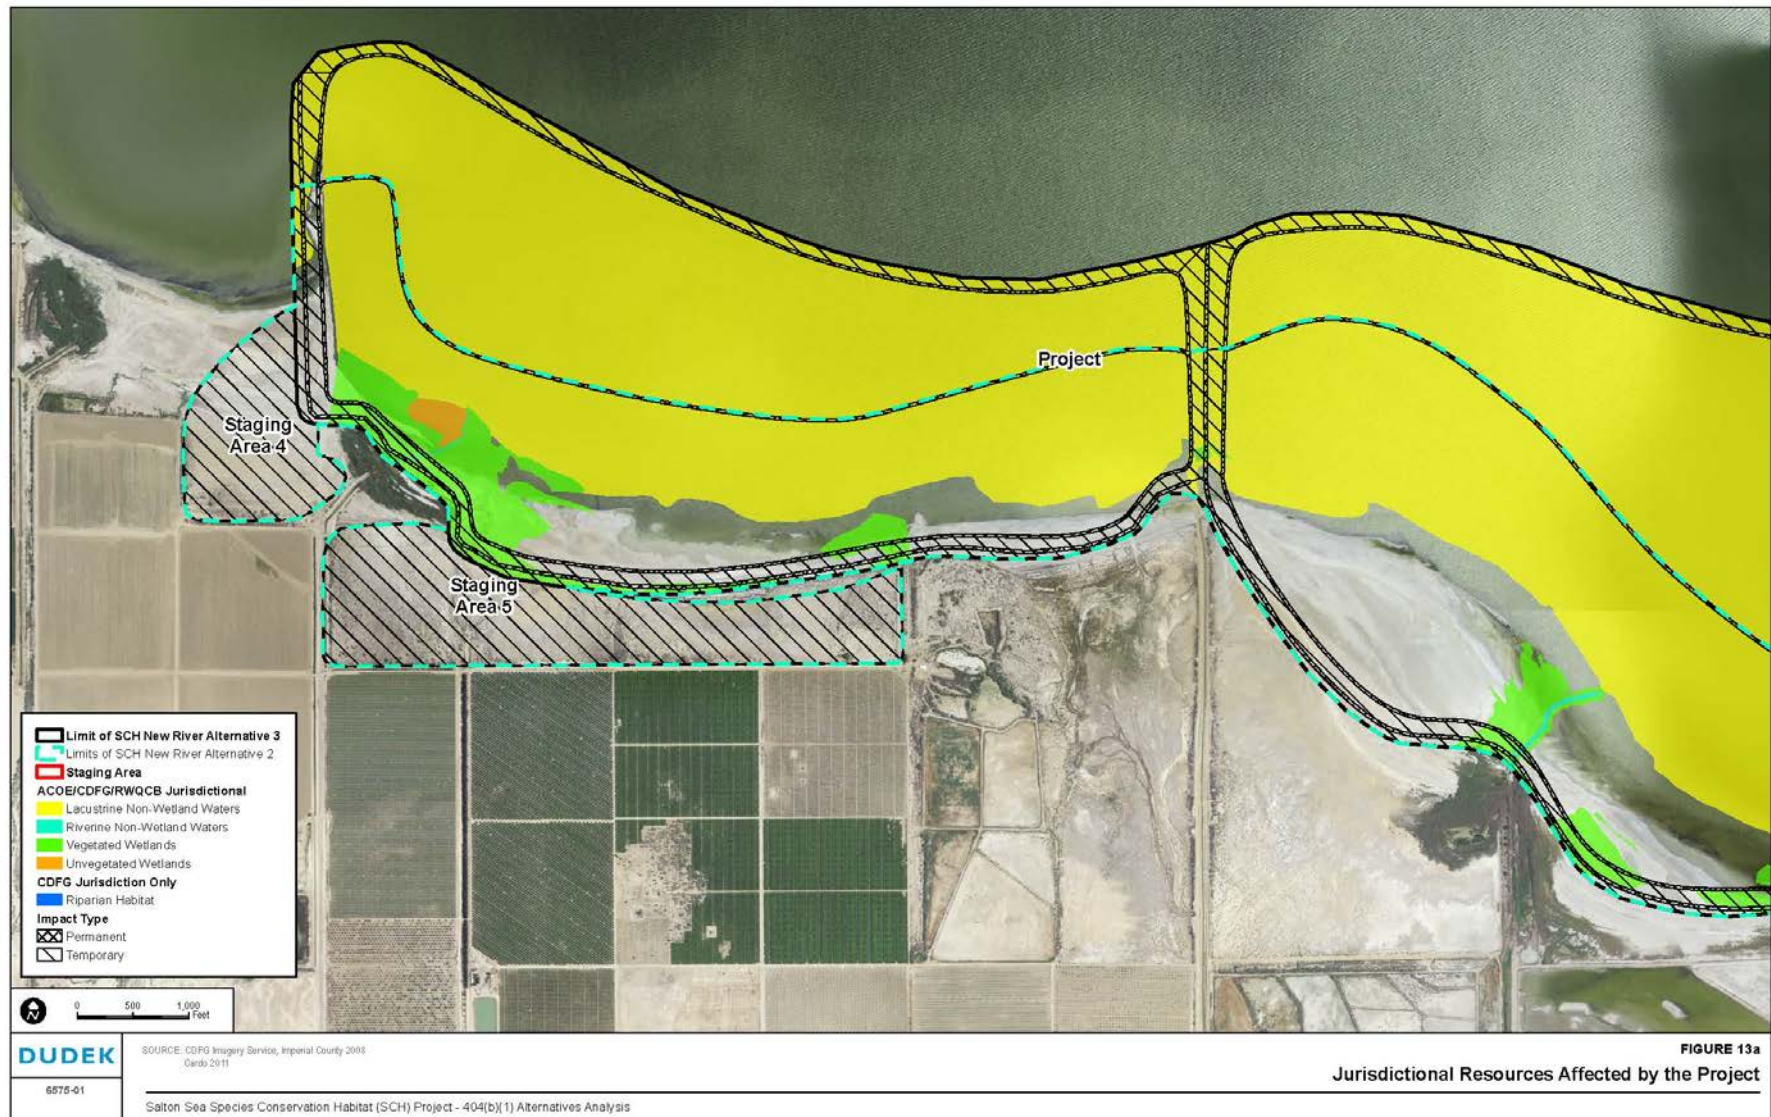 Project
Staging
Area 4
Staging
Area 5
Limit of SCH New River Alternative 3
Limits of SCH New River Alternative 2
Staging Area
ACOE/CDFG/RWQCB Jurisdictional
Lacustrine Non-Wetland Waters
Riverine Non-Wetland Waters
Vegetated Wetlands
Unvegetated Wetlands
CDFG Jurisdiction Only
Riparian Habitat
Impact Type
Permanent
Temporary
N
0 500 1,000
Feet
DUDEK
6575-01
SOURCE: CDFG Imagery Service, Imperial County 2008
Cardo 2011
FIGURE 13a
Jurisdictional Resources Affected by the Project
Salton Sea Species Conservation Habitat (SCH) Project - 404(b)(1) Alternatives Analysis